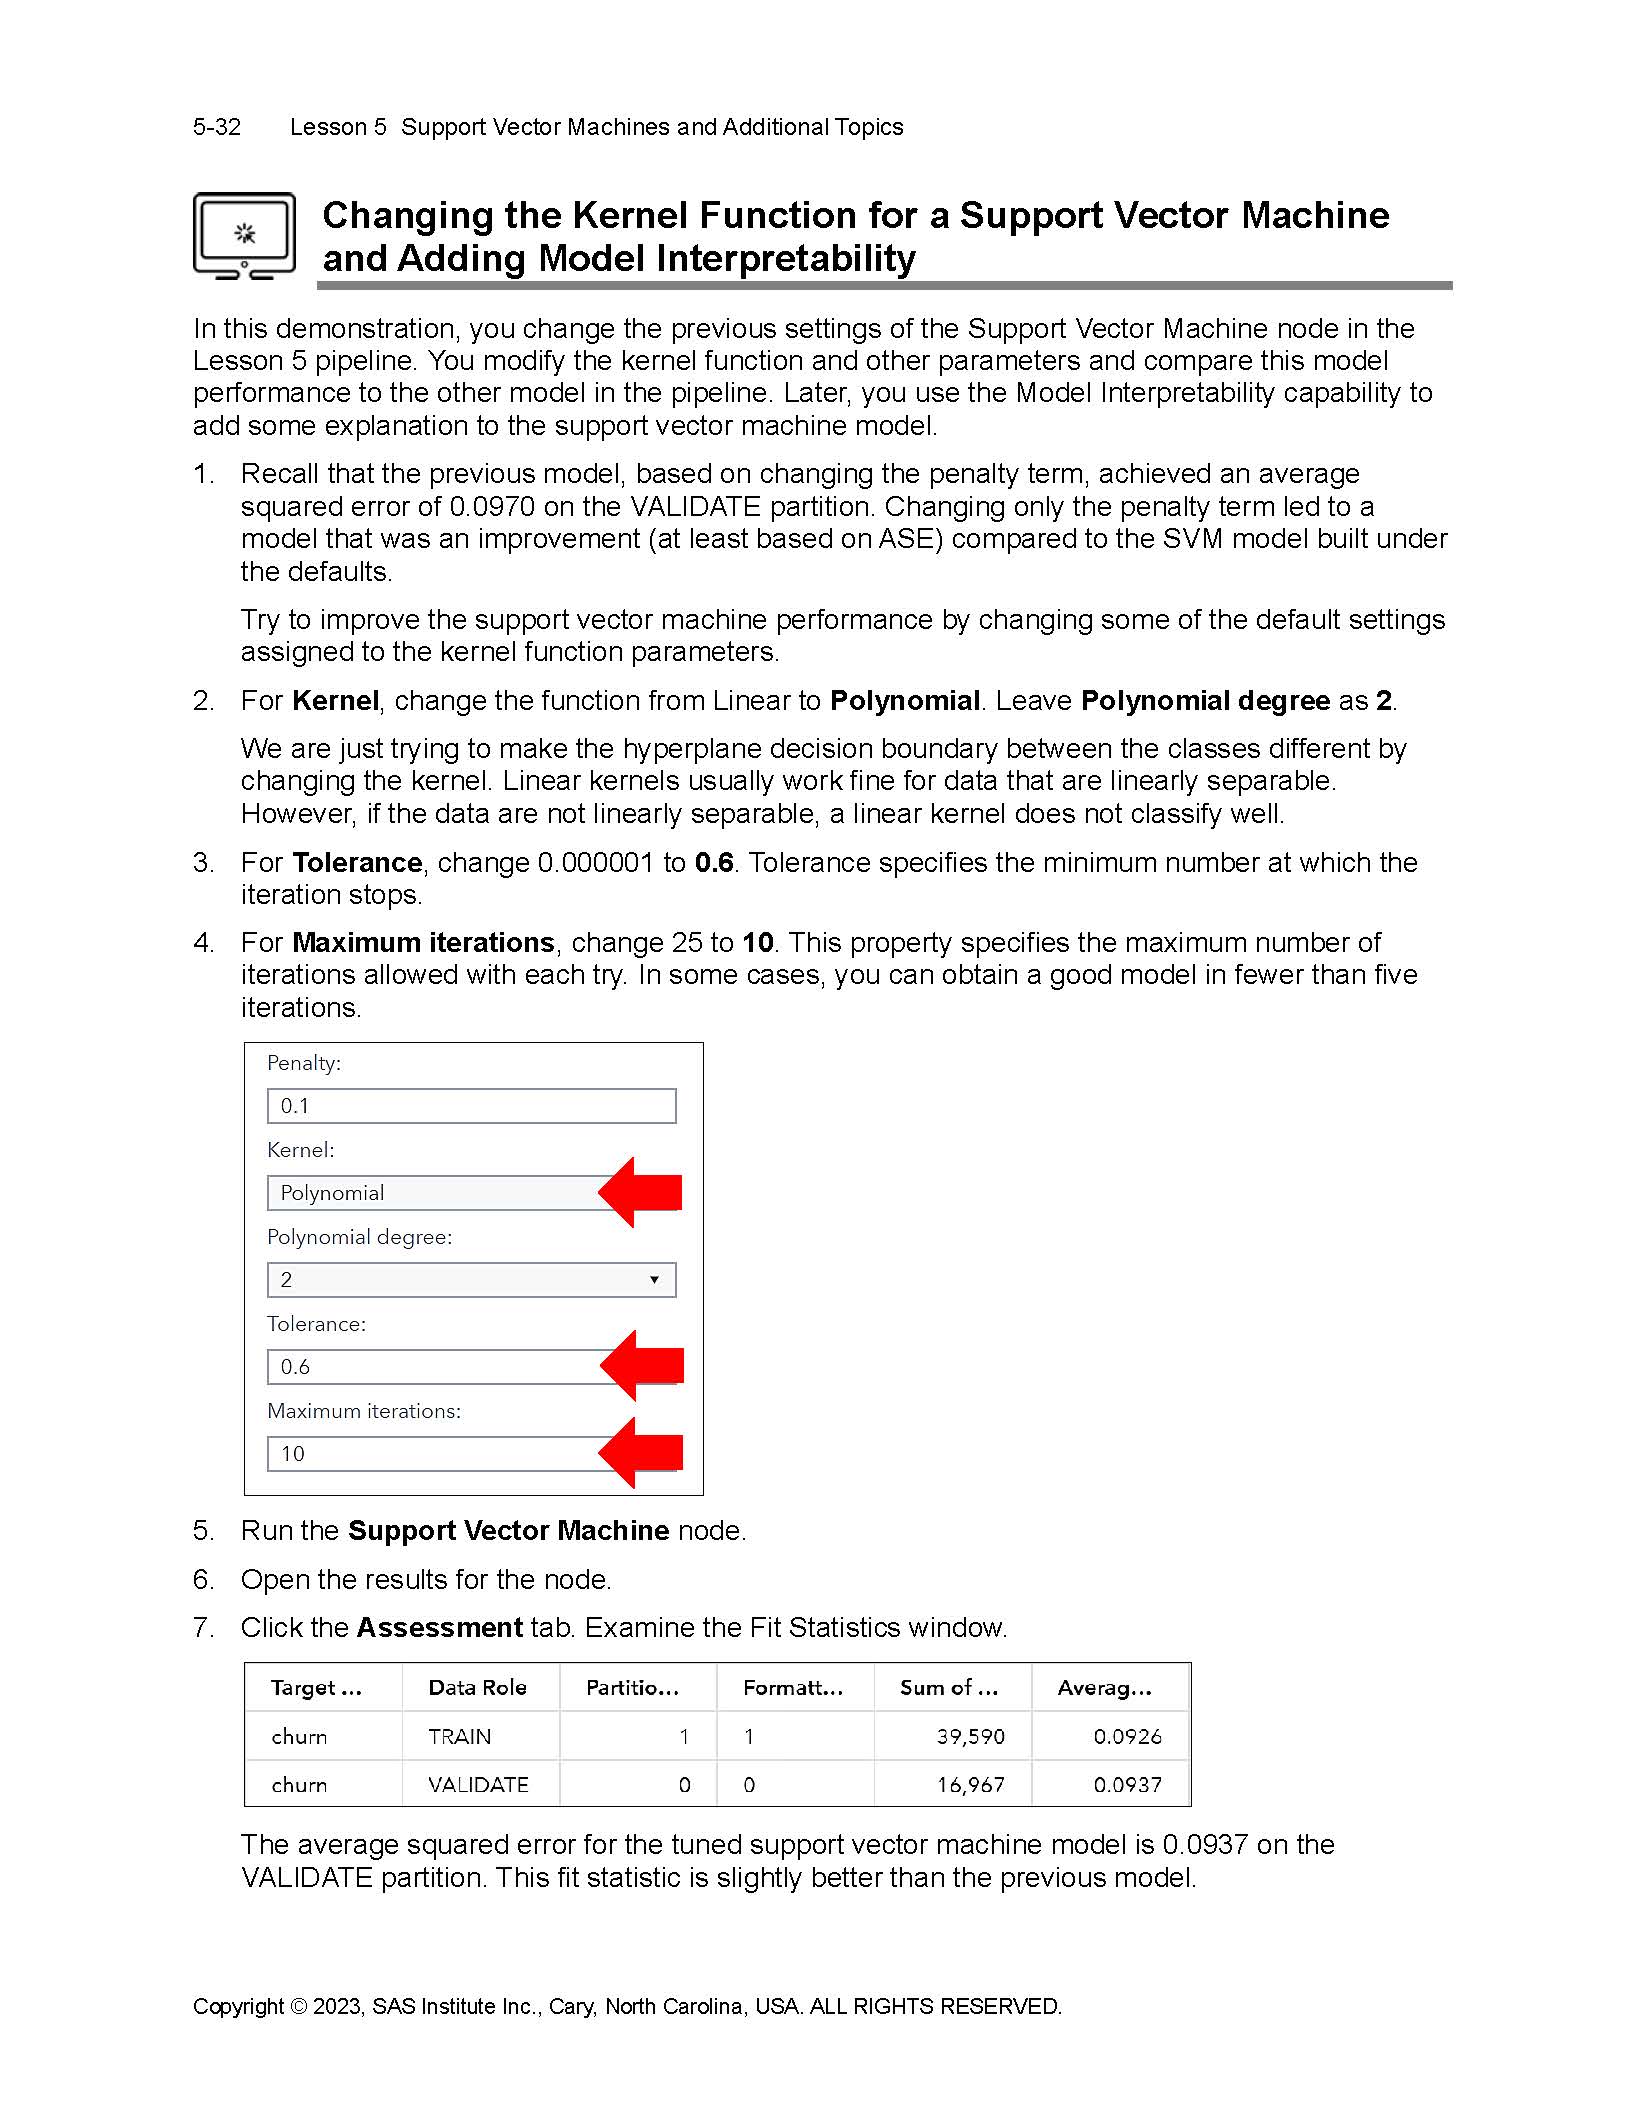 5-32 Lesson 5 Support Vector Machines and Additional Topics
Changing the Kernel Function for a Support Vector Machine
and Adding Model Interpretability
In this demonstration, you change the previous settings of the Support Vector Machine node in the
Lesson 5 pipeline. You modify the kernel function and other parameters and compare this model
performance to the other model in the pipeline. Later, you use the Model Interpretability capability to
add some explanation to the support vector machine model.
1. Recall that the previous model, based on changing the penalty term, achieved an average
squared error of 0.0970 on the VALIDATE partition. Changing only the penalty term led to a
model that was an improvement (at least based on ASE) compared to the SVM model built under
the defaults.
Try to improve the support vector machine performance by changing some of the default settings
assigned to the kernel function parameters.
2. For Kernel, change the function from Linear to Polynomial. Leave Polynomial degree as 2.
We are just trying to make the hyperplane decision boundary between the classes different by
changing the kernel. Linear kernels usually work fine for data that are linearly separable.
However, if the data are not linearly separable, a linear kernel does not classify well.
3. For Tolerance, change 0.000001 to 0.6. Tolerance specifies the minimum number at which the
iteration stops.
4. For Maximum iterations, change 25 to 10. This property specifies the maximum number of
iterations allowed with each try. In some cases, you can obtain a good model in fewer than five
iterations.
Penalty:
0.1
Kernel:
Polynomial
Polynomial degree:
2
Tolerance:
0.6
Maximum iterations:
10
5. Run the Support Vector Machine node.
6. Open the results for the node.
7. Click the Assessment tab. Examine the Fit Statistics window.
Target ... Data Role Partitio... Formatt... Sum of ... Averag...
churn TRAIN 1 1 39,590 0.0926
churn VALIDATE 0 0 16,967 0.0937
The average squared error for the tuned support vector machine model is 0.0937 on the
VALIDATE partition. This fit statistic is slightly better than the previous model.
Copyright © 2023, SAS Institute Inc., Cary, North Carolina, USA. ALL RIGHTS RESERVED.